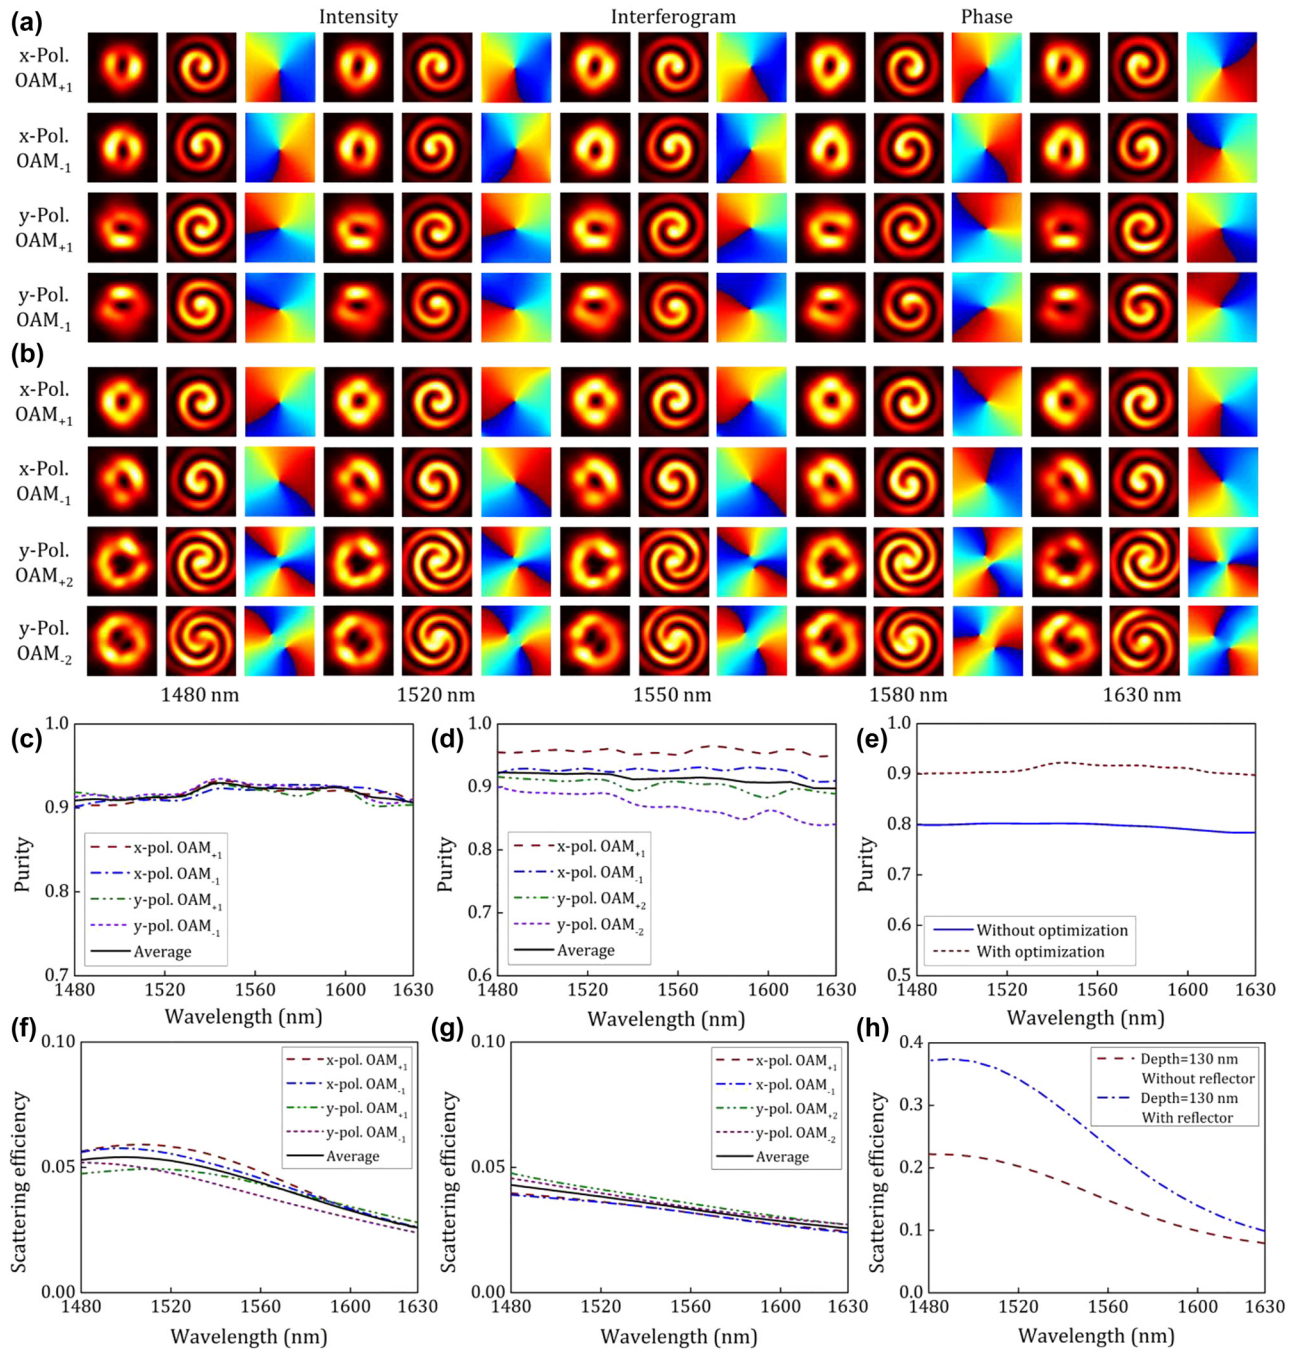 (a) Intensity Interferogram Phase
x-Pol.
OAM+1
x-Pol.
OAM-1
y-Pol.
OAM+1
y-Pol.
OAM-1
(b)
x-Pol.
OAM+1
x-Pol.
OAM-1
y-Pol.
OAM+2
y-Pol.
OAM-2
1480 nm 1520 nm 1550 nm 1580 nm 1630 nm
(c)
1.0
0.9
0.9
0.7
Purity
x-pol. OAM+1
x-pol. OAM-1
y-pol. OAM+1
y-pol. OAM-1
Average
1480 1520 1560 1600 1630
Wavelength (nm)
(d)
1.0
0.9
0.8
0.7
0.6
Purity
x-pol. OAM+1
x-pol. OAM-1
y-pol. OAM+2
y-pol. OAM-2
Average
1480 1520 1560 1600 1630
Wavelength (nm)
(e)
1.0
0.9
0.8
0.7
0.6
0.5
Purity
Without optimization
With optimization
1480 1520 1560 1600 1630
Wavelength (nm)
(f)
0.10
0.05
0.00
Scattering efficiency
x-pol. OAM+1
x-pol. OAM-1
y-pol. OAM+1
y-pol. OAM-1
Average
1480 1520 1560 1600 1630
Wavelength (nm)
(g)
0.10
0.05
0.00
Scattering efficiency
x-pol. OAM+1
x-pol. OAM-1
y-pol. OAM+2
y-pol. OAM-2
Average
1480 1520 1560 1600 1630
Wavelength (nm)
(h)
0.4
0.3
0.2
0.1
0.0
Scattering efficiency
Depth=130 nm
Without reflector
Depth=130 nm
With reflector
1480 1520 1560 1600 1630
Wavelength (nm)